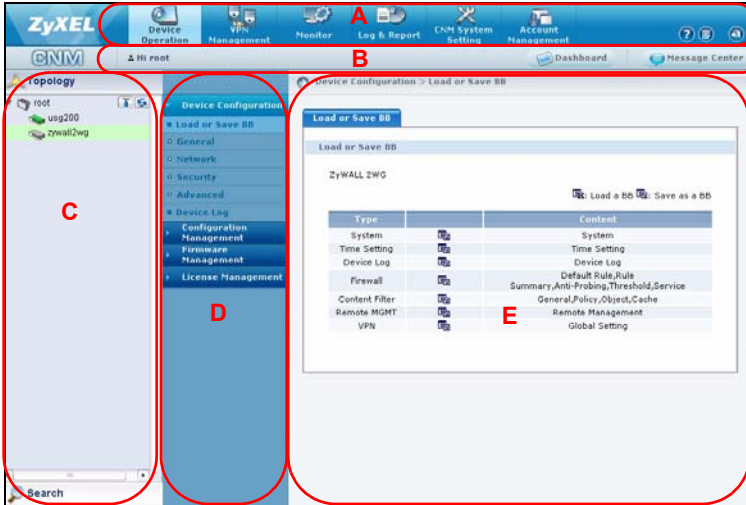 ZyXEL
Device Operation
VPN Management
Monitor
A
Log & Report
CNM System Setting
Account Management
CNM
Hi root
B
Dashboard
Message Center
Topology
root
usg200
zywall2wg
C
Search
Device Configuration
Load or Save BB
General
Network
Security
Advanced
Device Log
Configuration Management
Firmware Management
License Management
D
Device Configuration > Load or Save BB
Load or Save BB
Load or Save BB
ZyWALL 2WG
: Load a BB : Save as a BB
Type Content
System System
Time Setting Time Setting
Device Log Device Log
Firewall Default Rule,Rule Summary,Anti-Probing,Threshold,Service
Content Filter General,Policy,Object,Cache
Remote MGMT Remote Management
VPN Global Setting
E